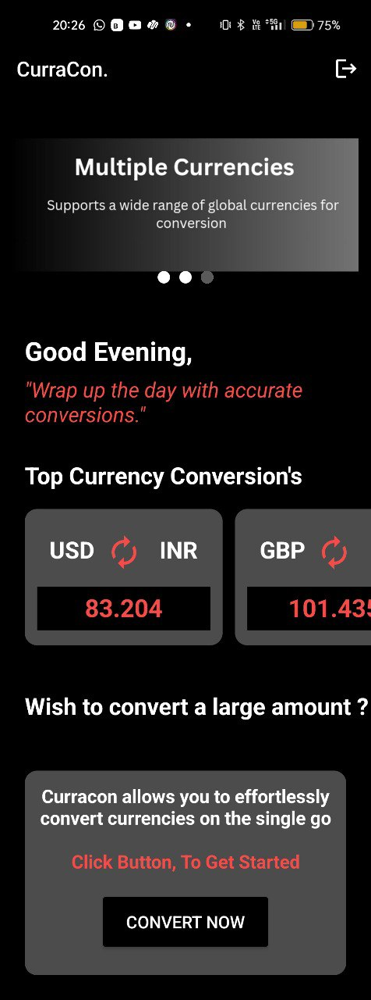 20:26 75%
CurraCon.
Multiple Currencies
Supports a wide range of global currencies for
conversion
Good Evening,
"Wrap up the day with accurate
conversions."
Top Currency Conversion's
USD INR GBP
83.204 101.435
Wish to convert a large amount ?
Curracon allows you to effortlessly
convert currencies on the single go
Click Button, To Get Started
CONVERT NOW